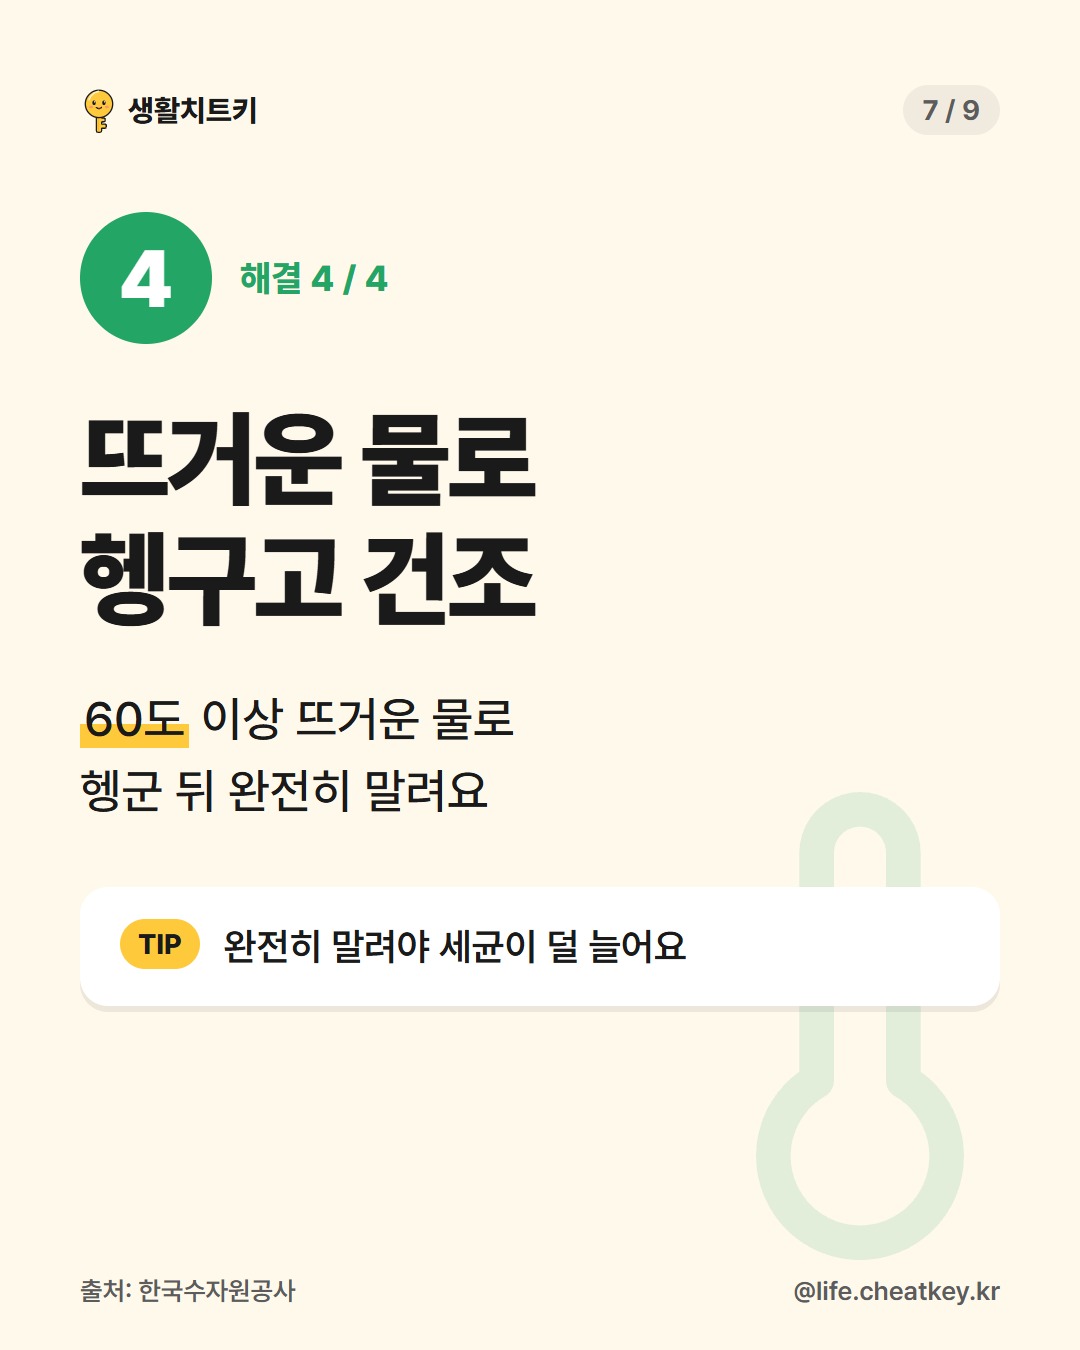 생활치트키
7 / 9
4
해결 4 / 4
뜨거운 물로
헹구고 건조
60도 이상 뜨거운 물로
헹군 뒤 완전히 말려요
TIP 완전히 말려야 세균이 덜 늘어요
출처: 한국수자원공사
@life.cheatkey.kr